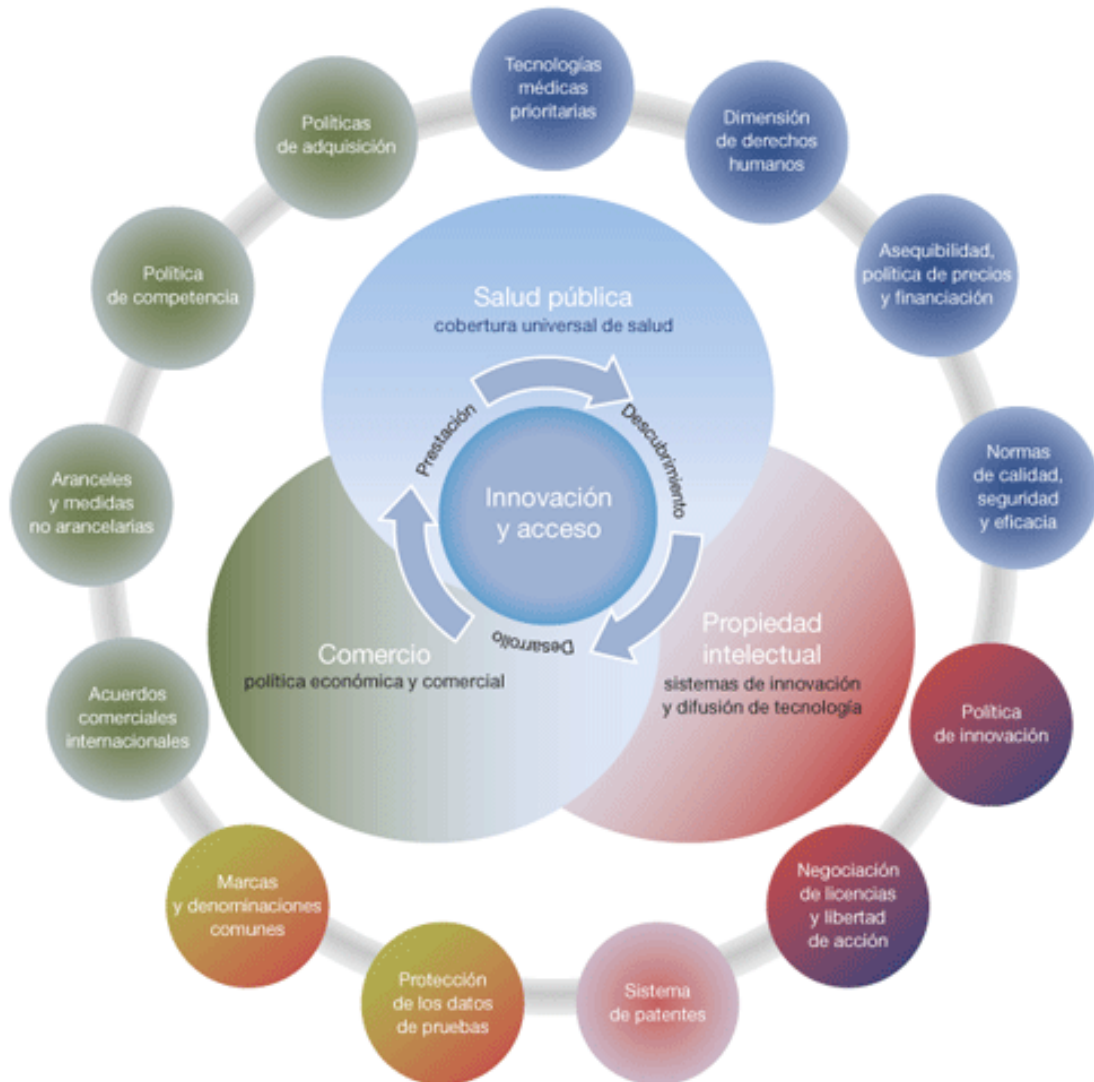 Tecnologías
médicas
prioritarias
Dimensión
de derechos
humanos
Asequibilidad,
política de precios
y financiación
Normas
de calidad,
seguridad
y eficacia
Política
de innovación
Negociación
de licencias
y libertad
de acción
Sistema
de patentes
Protección
de los datos
de pruebas
Marcas
y denominaciones
comunes
Acuerdos
comerciales
internacionales
Aranceles
y medidas
no arancelarias
Política
de competencia
Políticas
de adquisición
Salud pública
cobertura universal de salud
Prestación
Descubrimiento
Desarrollo
Innovación
y acceso
Comercio
política económica y comercial
Propiedad
intelectual
sistemas de innovación
y difusión de tecnología